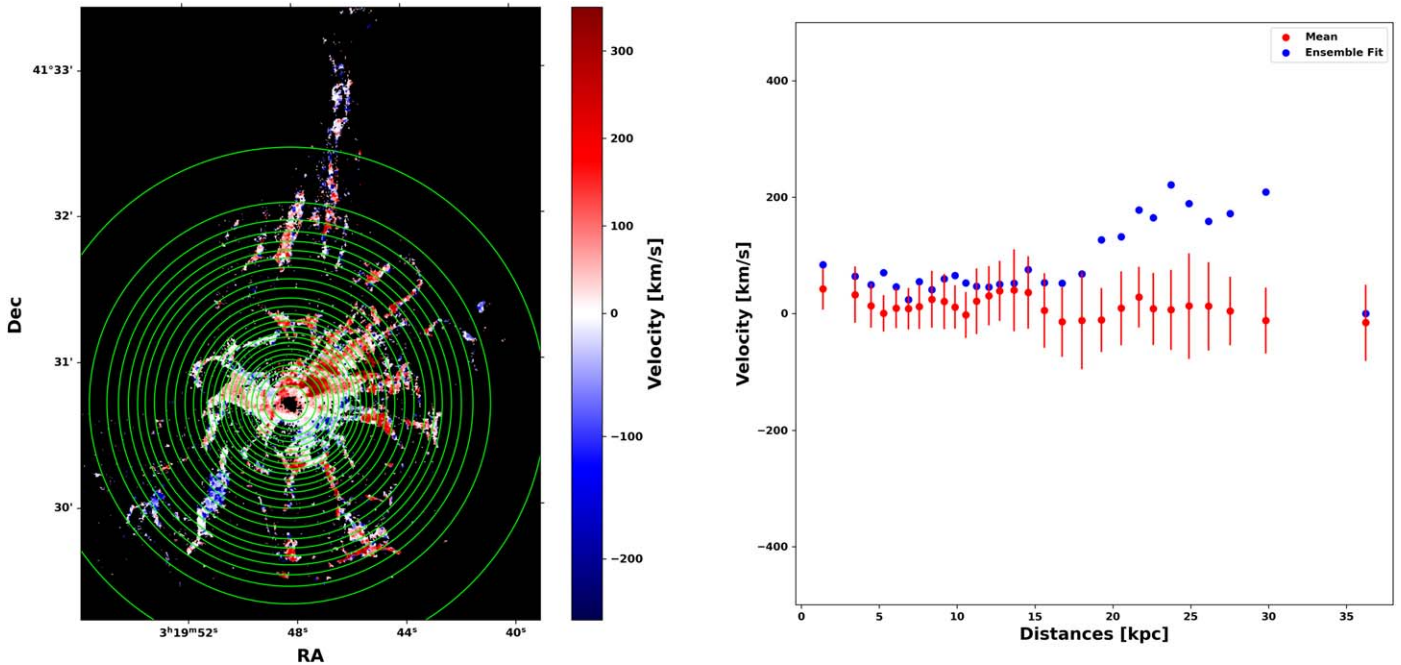 41°33'
32'
31'
30'
Dec
3ʰ19ᵐ52ˢ
48ˢ
44ˢ
40ˢ
RA
300
200
100
0
−100
−200
Velocity [km/s]
Mean
Ensemble Fit
400
200
0
−200
−400
Velocity [km/s]
0
5
10
15
20
25
30
35
Distances [kpc]